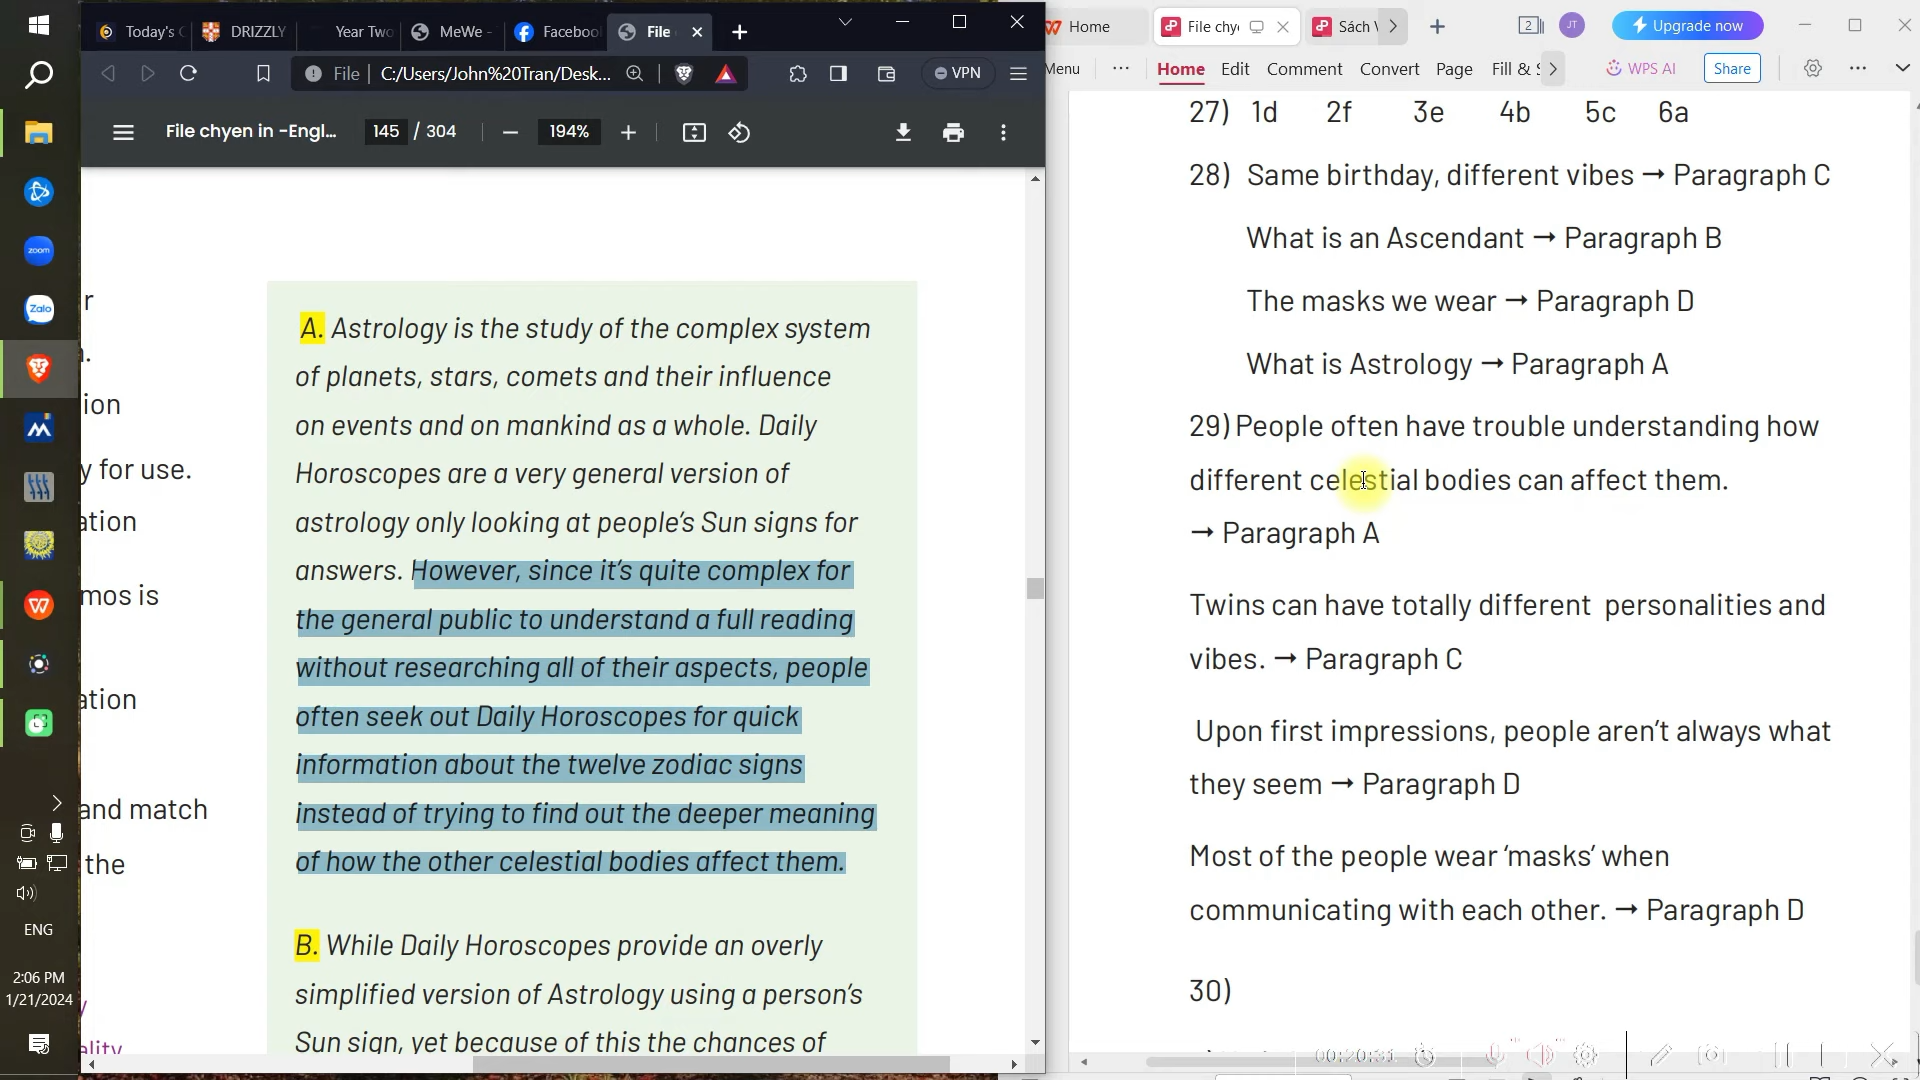 Today's
DRIZZLY
Year Two
MeWe -
Facebook
File
File
C:/Users/John%20Tran/Desk...
VPN
File chyen in -Engl...
145 / 304
194%
r
ion
y for use.
ation
mos is
ation
and match
the
ality
A. Astrology is the study of the complex system
of planets, stars, comets and their influence
on events and on mankind as a whole. Daily
Horoscopes are a very general version of
astrology only looking at people's Sun signs for
answers. However, since it's quite complex for
the general public to understand a full reading
without researching all of their aspects, people
often seek out Daily Horoscopes for quick
information about the twelve zodiac signs
instead of trying to find out the deeper meaning
of how the other celestial bodies affect them.
B. While Daily Horoscopes provide an overly
simplified version of Astrology using a person's
Sun sign, yet because of this the chances of
Home
File chy
Sách
2
JT
Upgrade now
Menu
Home Edit Comment Convert Page Fill &
WPS AI
Share
27) 1d 2f 3e 4b 5c 6a
28) Same birthday, different vibes → Paragraph C
What is an Ascendant → Paragraph B
The masks we wear → Paragraph D
What is Astrology → Paragraph A
29) People often have trouble understanding how
different celestial bodies can affect them.
→ Paragraph A
Twins can have totally different personalities and
vibes. → Paragraph C
Upon first impressions, people aren't always what
they seem → Paragraph D
Most of the people wear 'masks' when
communicating with each other. → Paragraph D
30)
00:20:31
zoom
Zalo
ENG
2:06 PM
1/21/2024